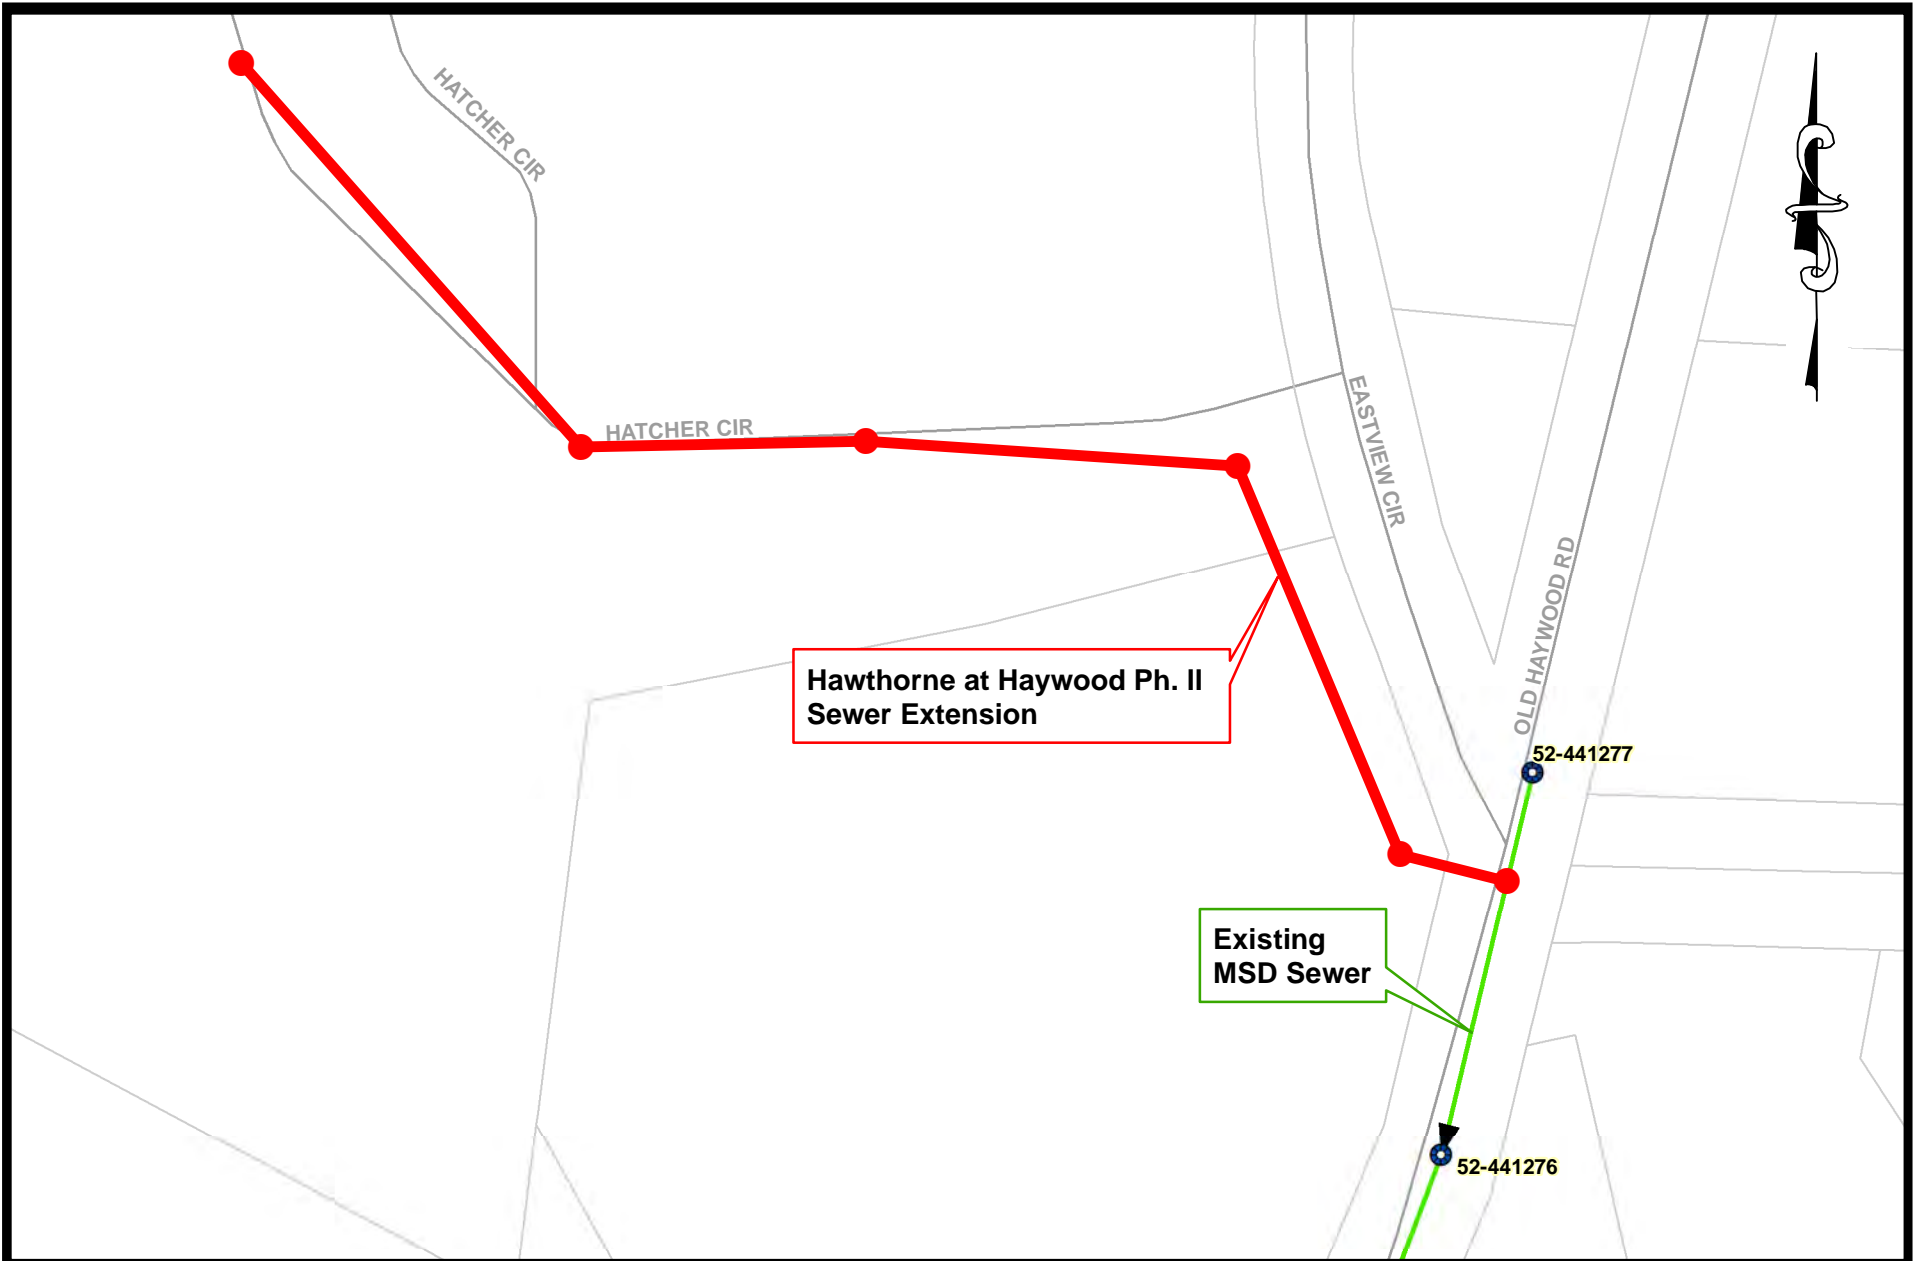 HATCHER CIR
HATCHER CIR
EASTVIEW CIR
OLD HAYWOOD RD
Hawthorne at Haywood Ph. II
Sewer Extension
52-441277
Existing
MSD Sewer
52-441276